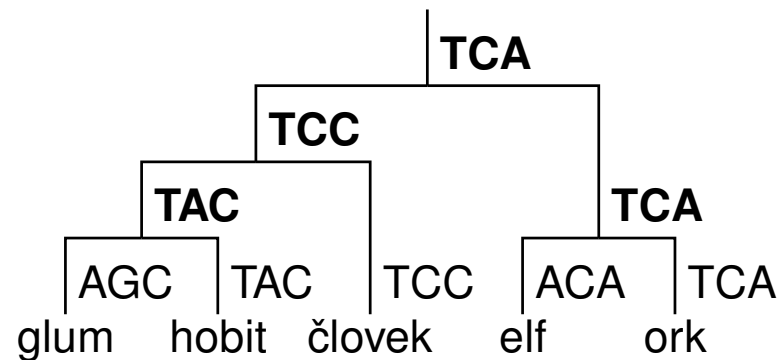 TCA
TCC
TAC TCA
AGC TAC TCC ACA TCA
glum hobit človek elf ork